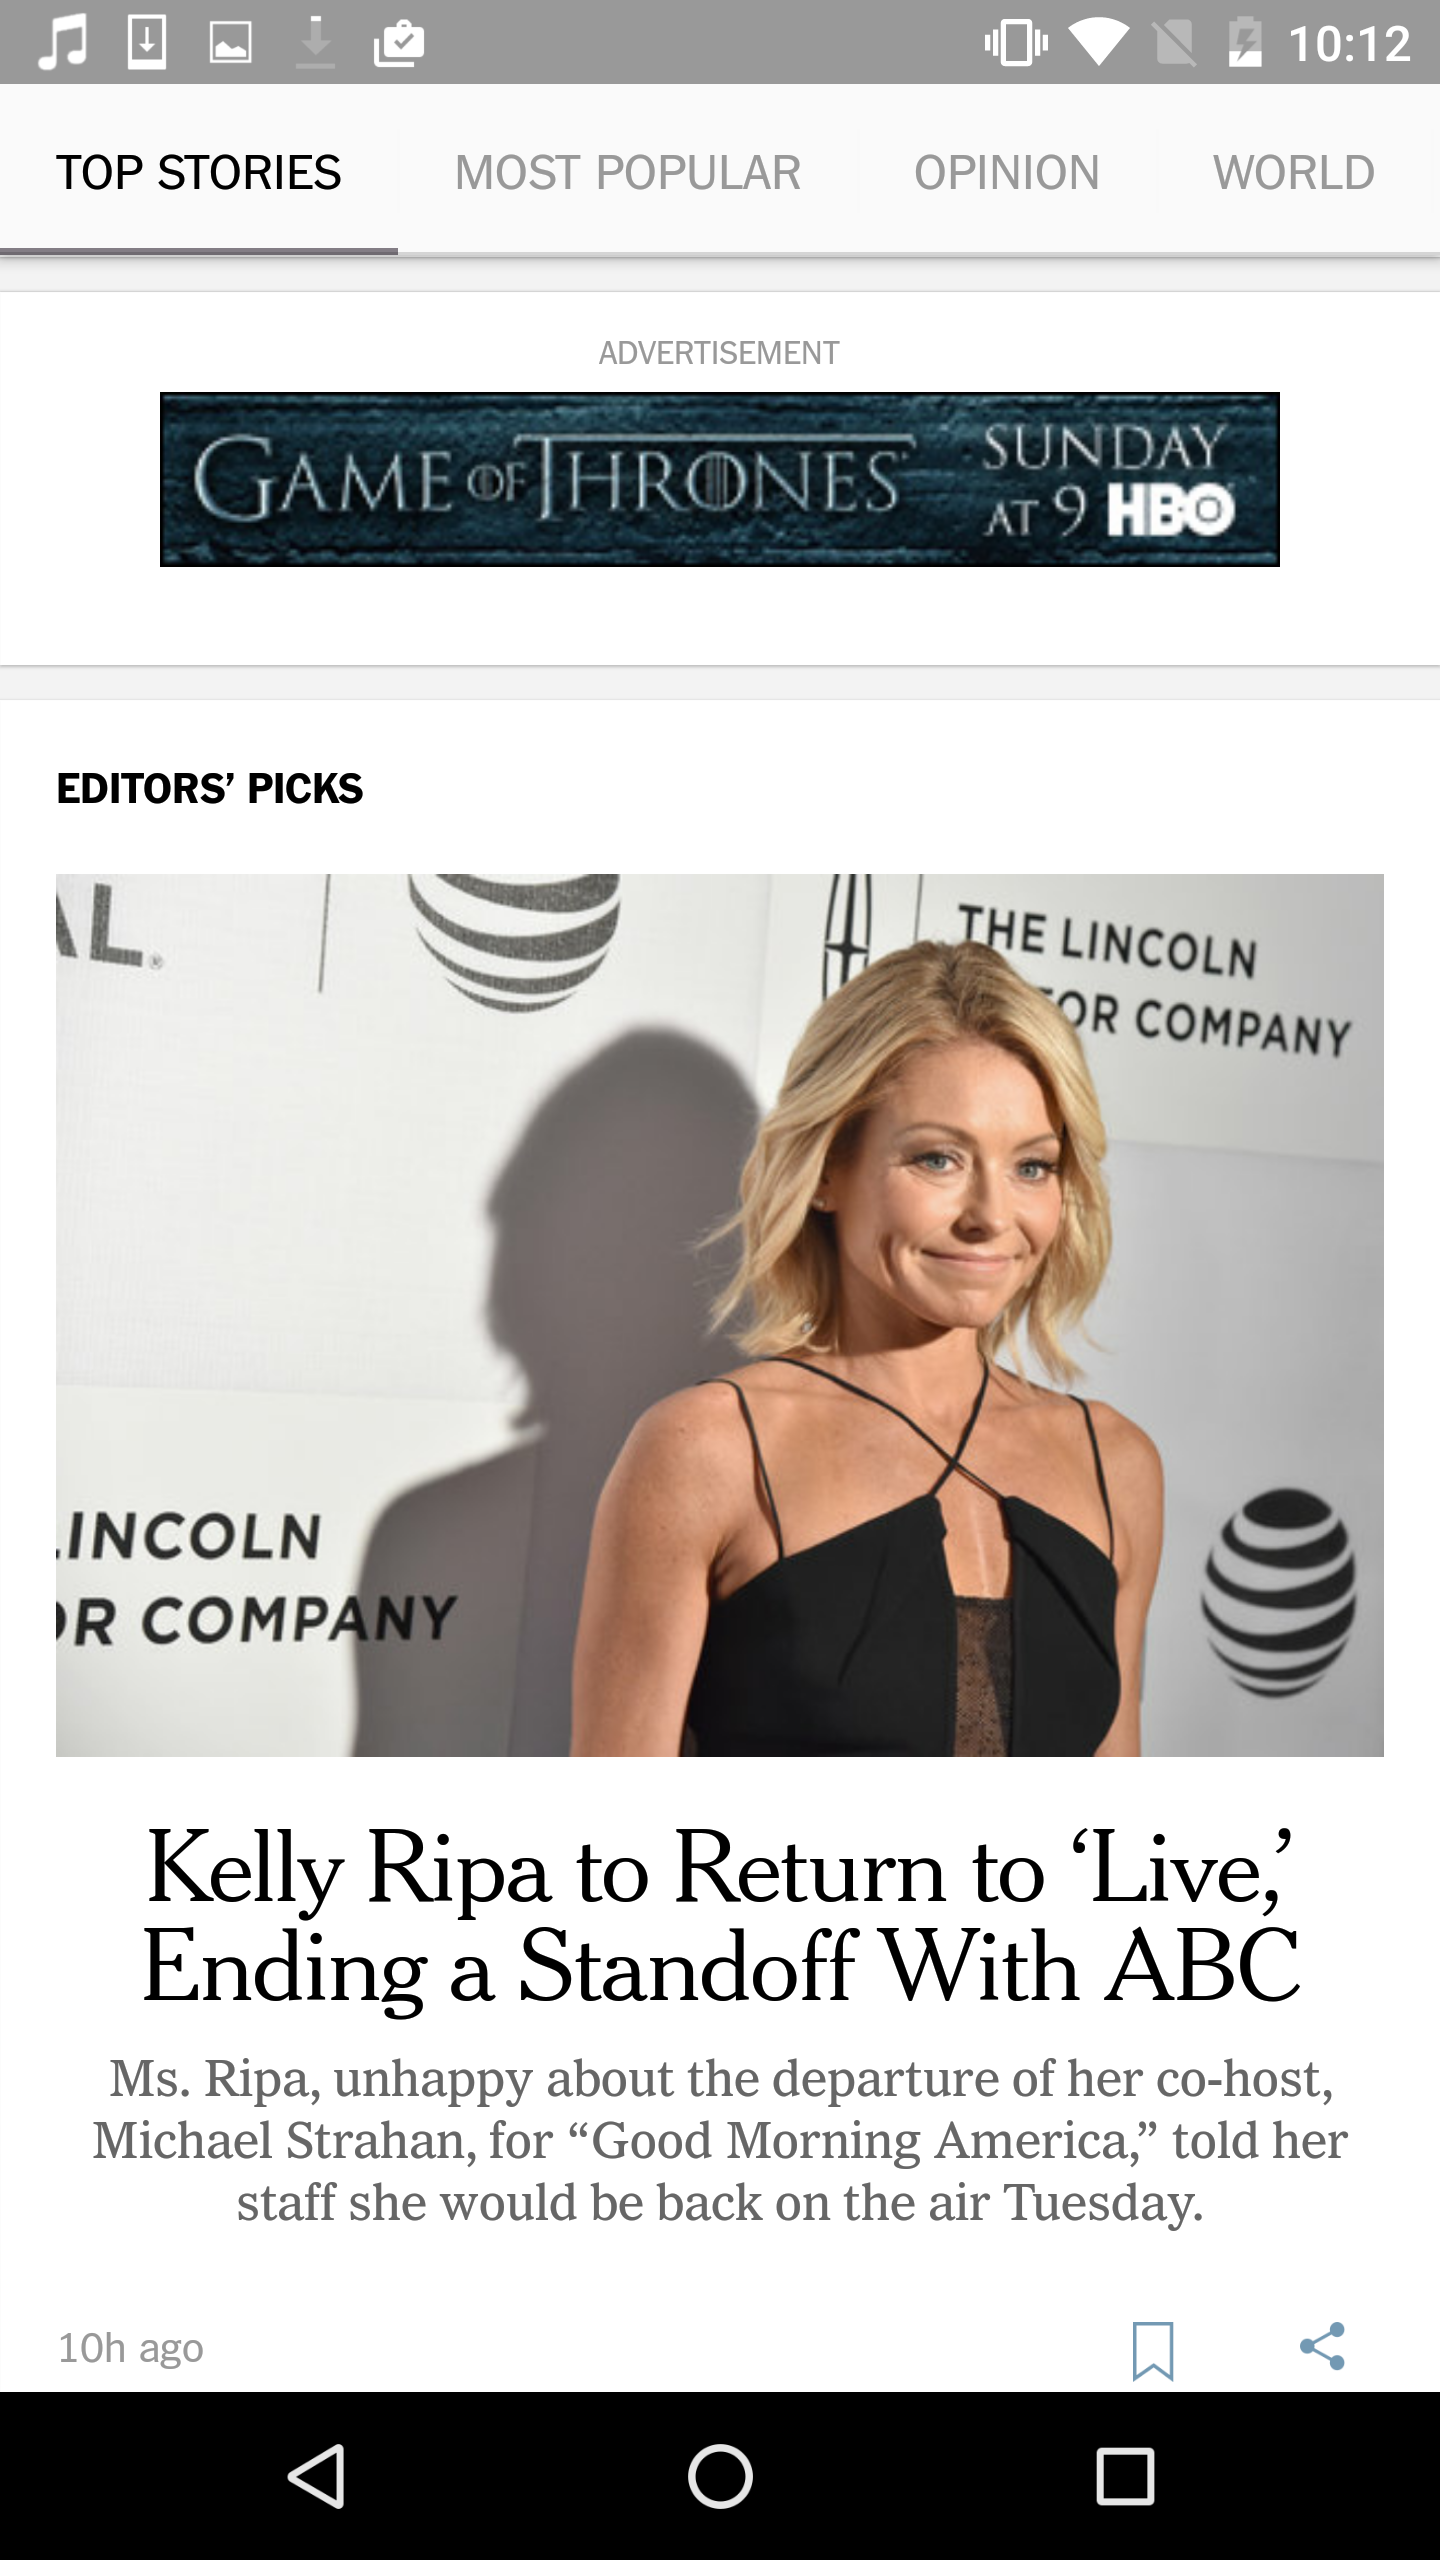 10:12
TOP STORIES
MOST POPULAR
OPINION
WORLD
ADVERTISEMENT
GAME OF THRONES
SUNDAY
AT 9 HBO
EDITORS’ PICKS
AL®
THE LINCOLN
TOR COMPANY
LINCOLN
OR COMPANY
Kelly Ripa to Return to ‘Live,’
Ending a Standoff With ABC
Ms. Ripa, unhappy about the departure of her co-host,
Michael Strahan, for “Good Morning America,” told her
staff she would be back on the air Tuesday.
10h ago